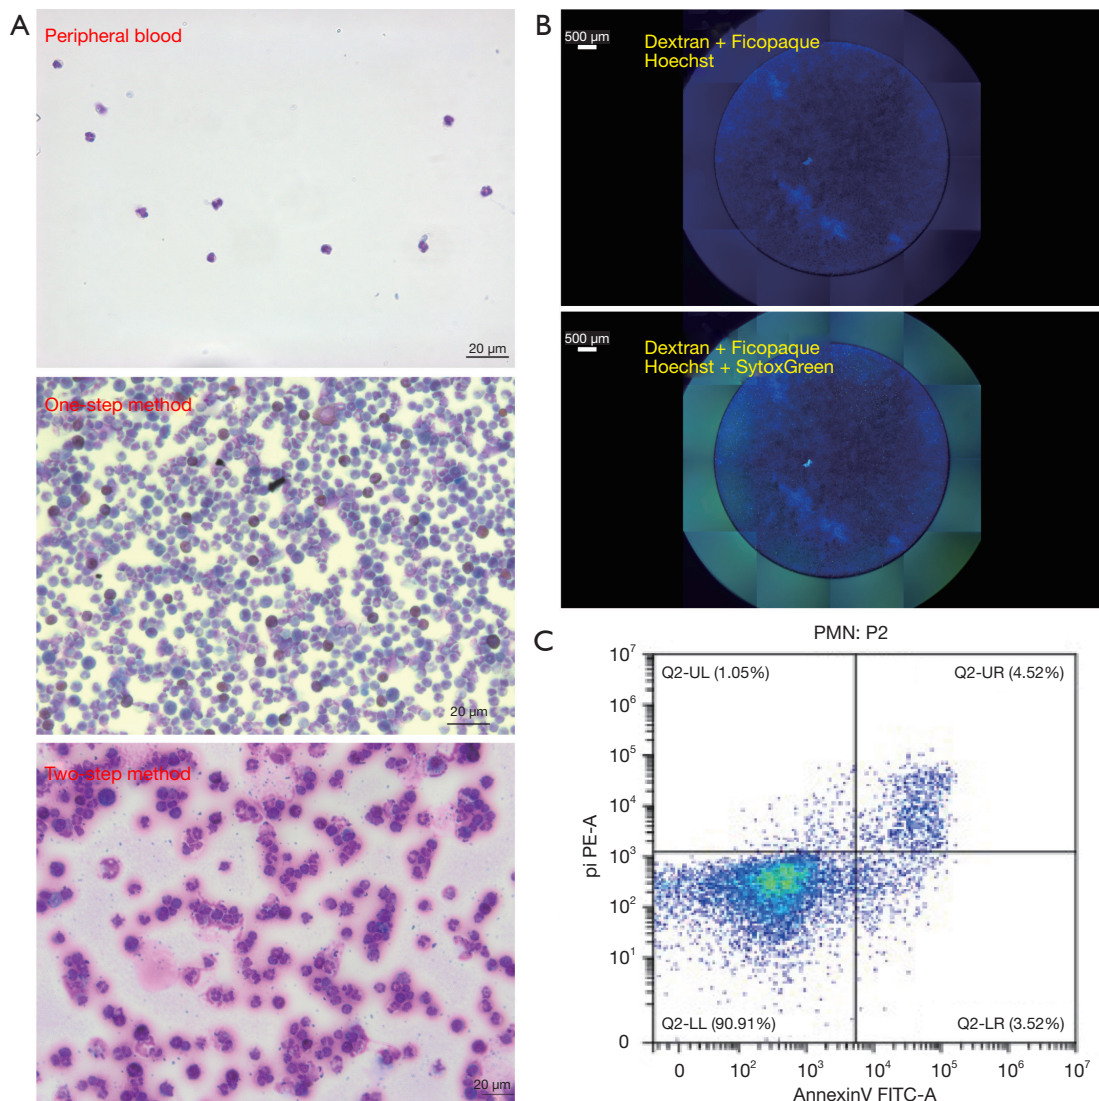 A
Peripheral blood
20 µm
One-step method
20 µm
Two-step method
20 µm
B
500 µm
Dextran + Ficopaque
Hoechst
500 µm
Dextran + Ficopaque
Hoechst + SytoxGreen
C
PMN: P2
10⁷
10⁶
10⁵
10⁴
10³
10²
10¹
0
pi PE-A
Q2-UL (1.05%)
Q2-UR (4.52%)
Q2-LL (90.91%)
Q2-LR (3.52%)
0
10²
10³
10⁴
10⁵
10⁶
10⁷
AnnexinV FITC-A